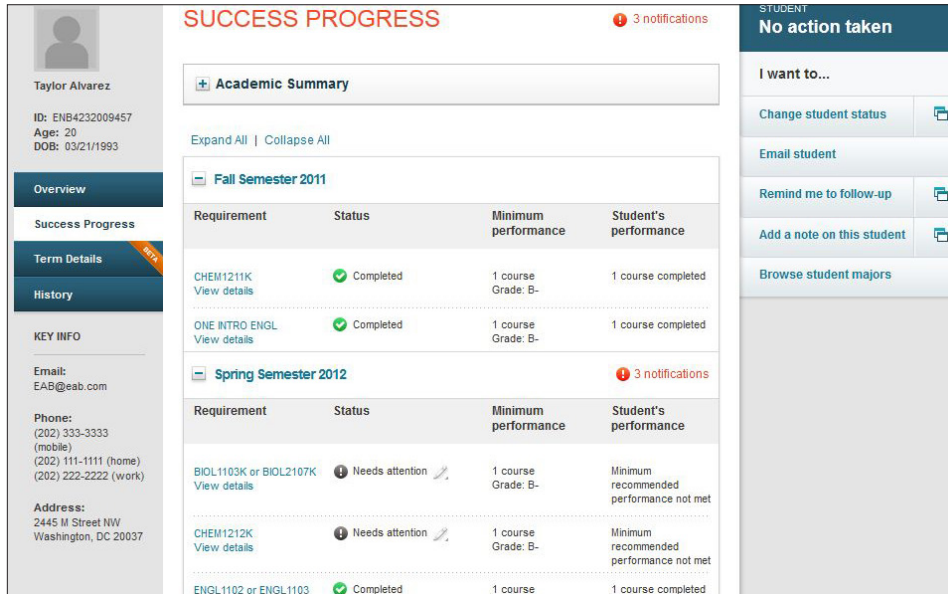 Taylor Alvarez
ID: ENB4232009457
Age: 20
DOB: 03/21/1993
Overview
Success Progress
Term Details
BETA
History
KEY INFO
Email:
EAB@eab.com
Phone:
(202) 333-3333
(mobile)
(202) 111-1111 (home)
(202) 222-2222 (work)
Address:
2445 M Street NW
Washington, DC 20037
SUCCESS PROGRESS
3 notifications
Academic Summary
Expand All | Collapse All
Fall Semester 2011
Requirement Status Minimum performance Student's performance
CHEM1211K Completed 1 course 1 course completed
View details Grade: B-
ONE INTRO ENGL Completed 1 course 1 course completed
View details Grade: B-
Spring Semester 2012 3 notifications
Requirement Status Minimum performance Student's performance
BIOL1103K or BIOL2107K Needs attention 1 course Minimum
View details Grade: B- recommended
performance not met
CHEM1212K Needs attention 1 course Minimum
View details Grade: B- recommended
performance not met
ENGL1102 or ENGL1103 Completed 1 course 1 course completed
STUDENT
No action taken
I want to...
Change student status
Email student
Remind me to follow-up
Add a note on this student
Browse student majors